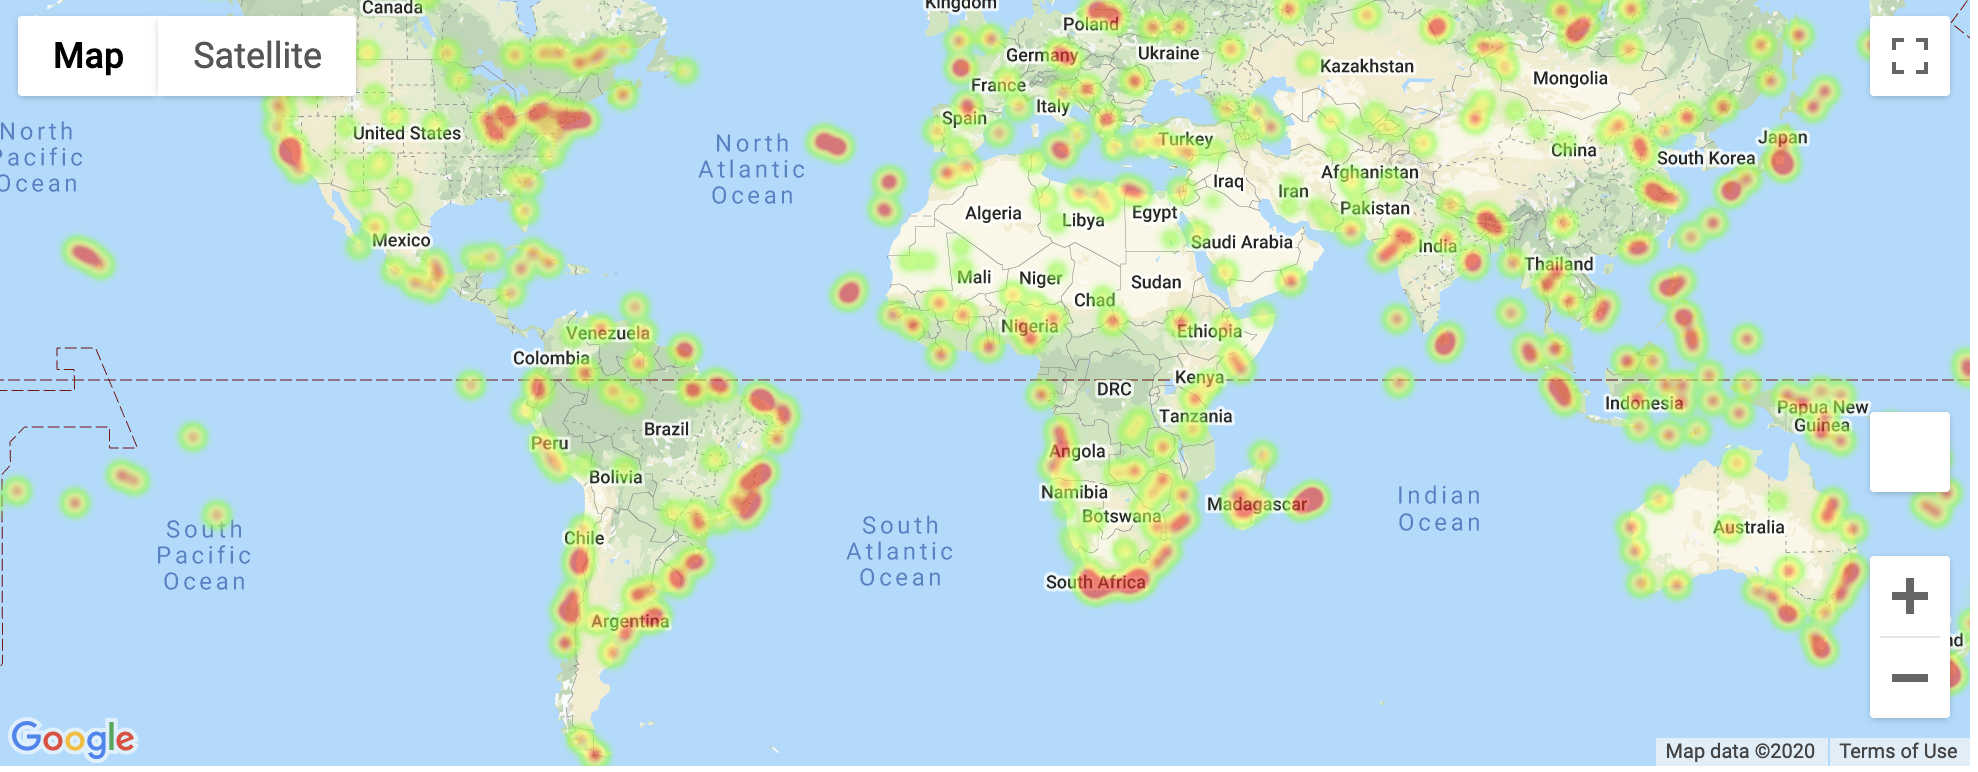 Canada
Kingdom
Poland
Map
Satellite
Germany
Ukraine
Kazakhstan
Mongolia
France
Italy
Spain
United States
North
Pacific
Ocean
North
Atlantic
Ocean
Turkey
China
Japan
South Korea
Afghanistan
Iraq
Iran
Pakistan
Algeria
Libya
Egypt
Saudi Arabia
India
Mexico
Thailand
Mali
Niger
Sudan
Chad
Nigeria
Ethiopia
Venezuela
Colombia
DRC
Kenya
Tanzania
Indonesia
Papua New
Guinea
Brazil
Peru
Angola
Bolivia
Namibia
Madagascar
Botswana
Indian
Ocean
Australia
South
Pacific
Ocean
South
Atlantic
Ocean
Chile
South Africa
Argentina
nd
Google
Map data ©2020
Terms of Use